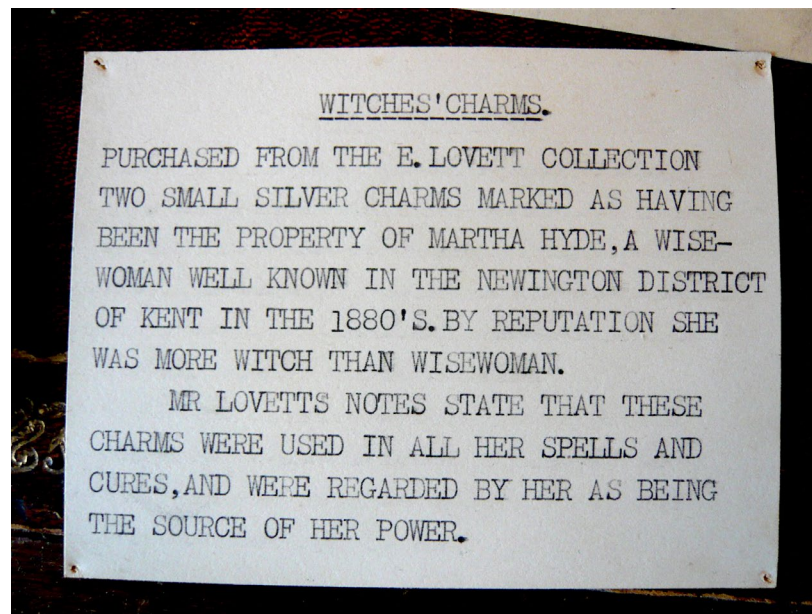 WITCHES' CHARMS.
PURCHASED FROM THE E. LOVETT COLLECTION
TWO SMALL SILVER CHARMS MARKED AS HAVING
BEEN THE PROPERTY OF MARTHA HYDE, A WISE-
WOMAN WELL KNOWN IN THE NEWINGTON DISTRICT
OF KENT IN THE 1880'S. BY REPUTATION SHE
WAS MORE WITCH THAN WISEWOMAN.
MR LOVETTS NOTES STATE THAT THESE
CHARMS WERE USED IN ALL HER SPELLS AND
CURES, AND WERE REGARDED BY HER AS BEING
THE SOURCE OF HER POWER.